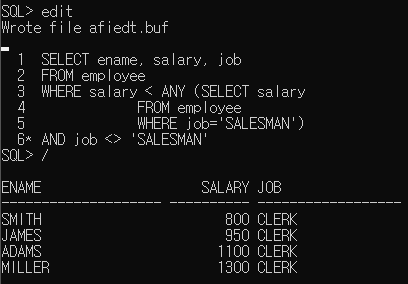 SQL> edit
Wrote file afiedt.buf
  1  SELECT ename, salary, job
  2  FROM employee
  3  WHERE salary < ANY (SELECT salary
  4              FROM employee
  5              WHERE job='SALESMAN')
  6* AND job <> 'SALESMAN'
SQL> /
ENAME                    SALARY JOB
-------------------- ---------- ------------------
SMITH                       800 CLERK
JAMES                       950 CLERK
ADAMS                      1100 CLERK
MILLER                     1300 CLERK